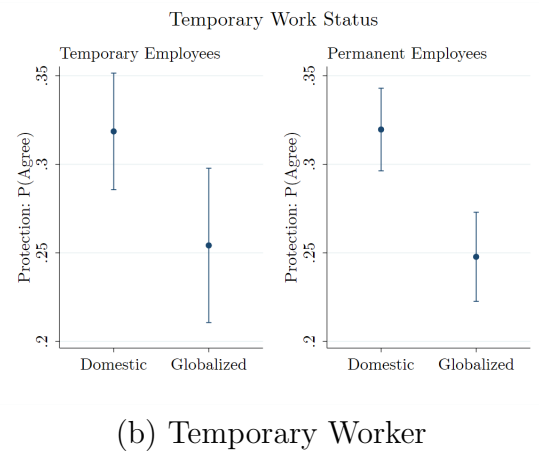 Temporary Work Status
Temporary Employees
Permanent Employees
Protection: P(Agree)
.35
.3
.25
.2
Domestic
Globalized
Protection: P(Agree)
.35
.3
.25
.2
Domestic
Globalized
(b) Temporary Worker